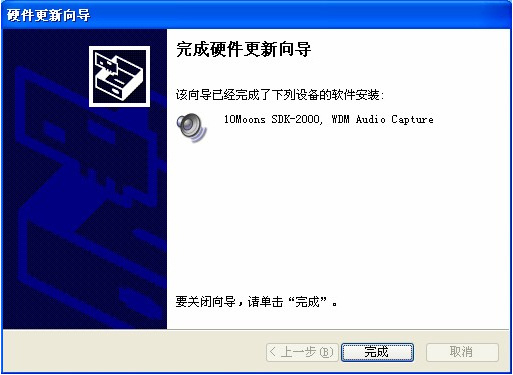 硬件更新向导
完成硬件更新向导
该向导已经完成了下列设备的软件安装:
10Moons SDK-2000, WDM Audio Capture
要关闭向导，请单击“完成”。
< 上一步(B)
完成
取消